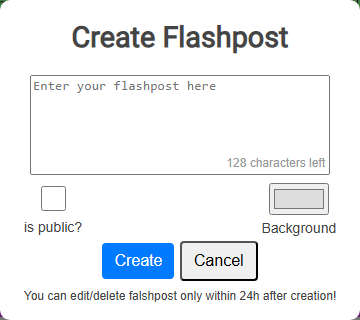 Create Flashpost
Enter your flashpost here
128 characters left
is public?
Background
Create
Cancel
You can edit/delete falshpost only within 24h after creation!